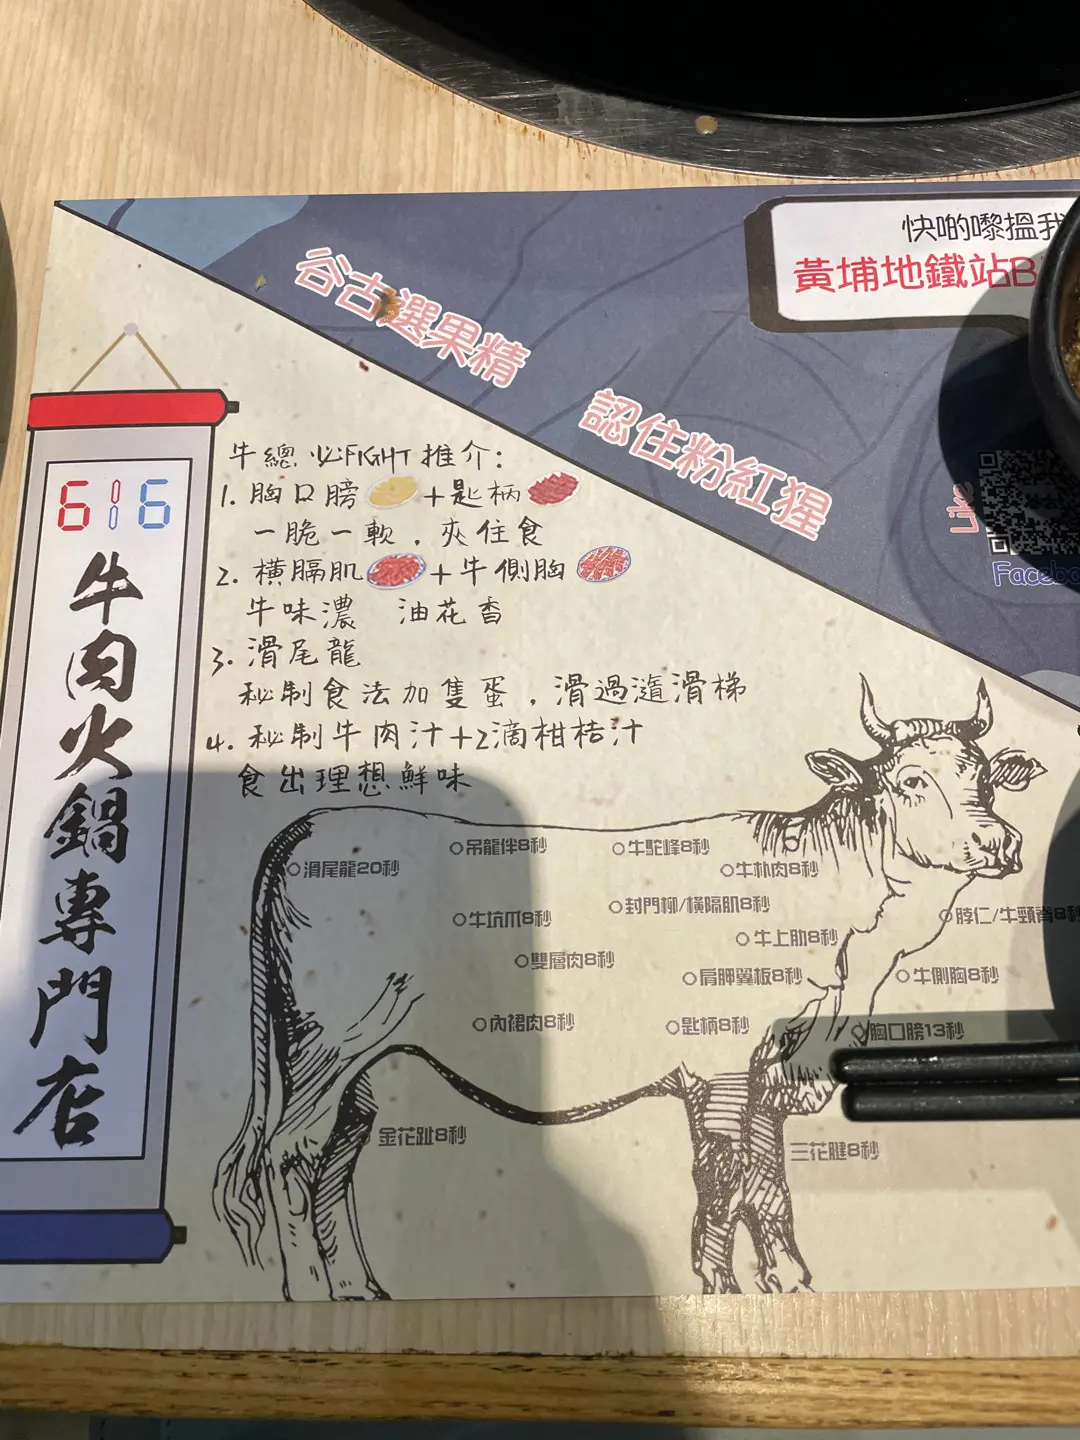 快啲嚟搵我
黃埔地鐵站B
谷古選果精
認住粉紅猩
Like
Facebo
616
牛肉火鍋專門店
牛總必FIGHT推介:
1. 胸口膀 + 匙柄
一脆一軟，夾住食
2. 橫膈肌 + 牛側胸
牛味濃 油花香
3. 滑尾龍
秘制食法加隻蛋，滑過瀡滑梯
4. 秘制牛肉汁+2滴柑桔汁
食出理想鮮味
吊龍伴8秒
牛駝峰8秒
滑尾龍20秒
牛朴肉8秒
牛坑爪8秒
封門柳/橫隔肌8秒
脖仁/牛頸脊8秒
牛上肋8秒
雙層肉8秒
肩胛翼板8秒
牛側胸8秒
內裙肉8秒
匙柄8秒
胸口膀13秒
金花趾8秒
三花腱8秒